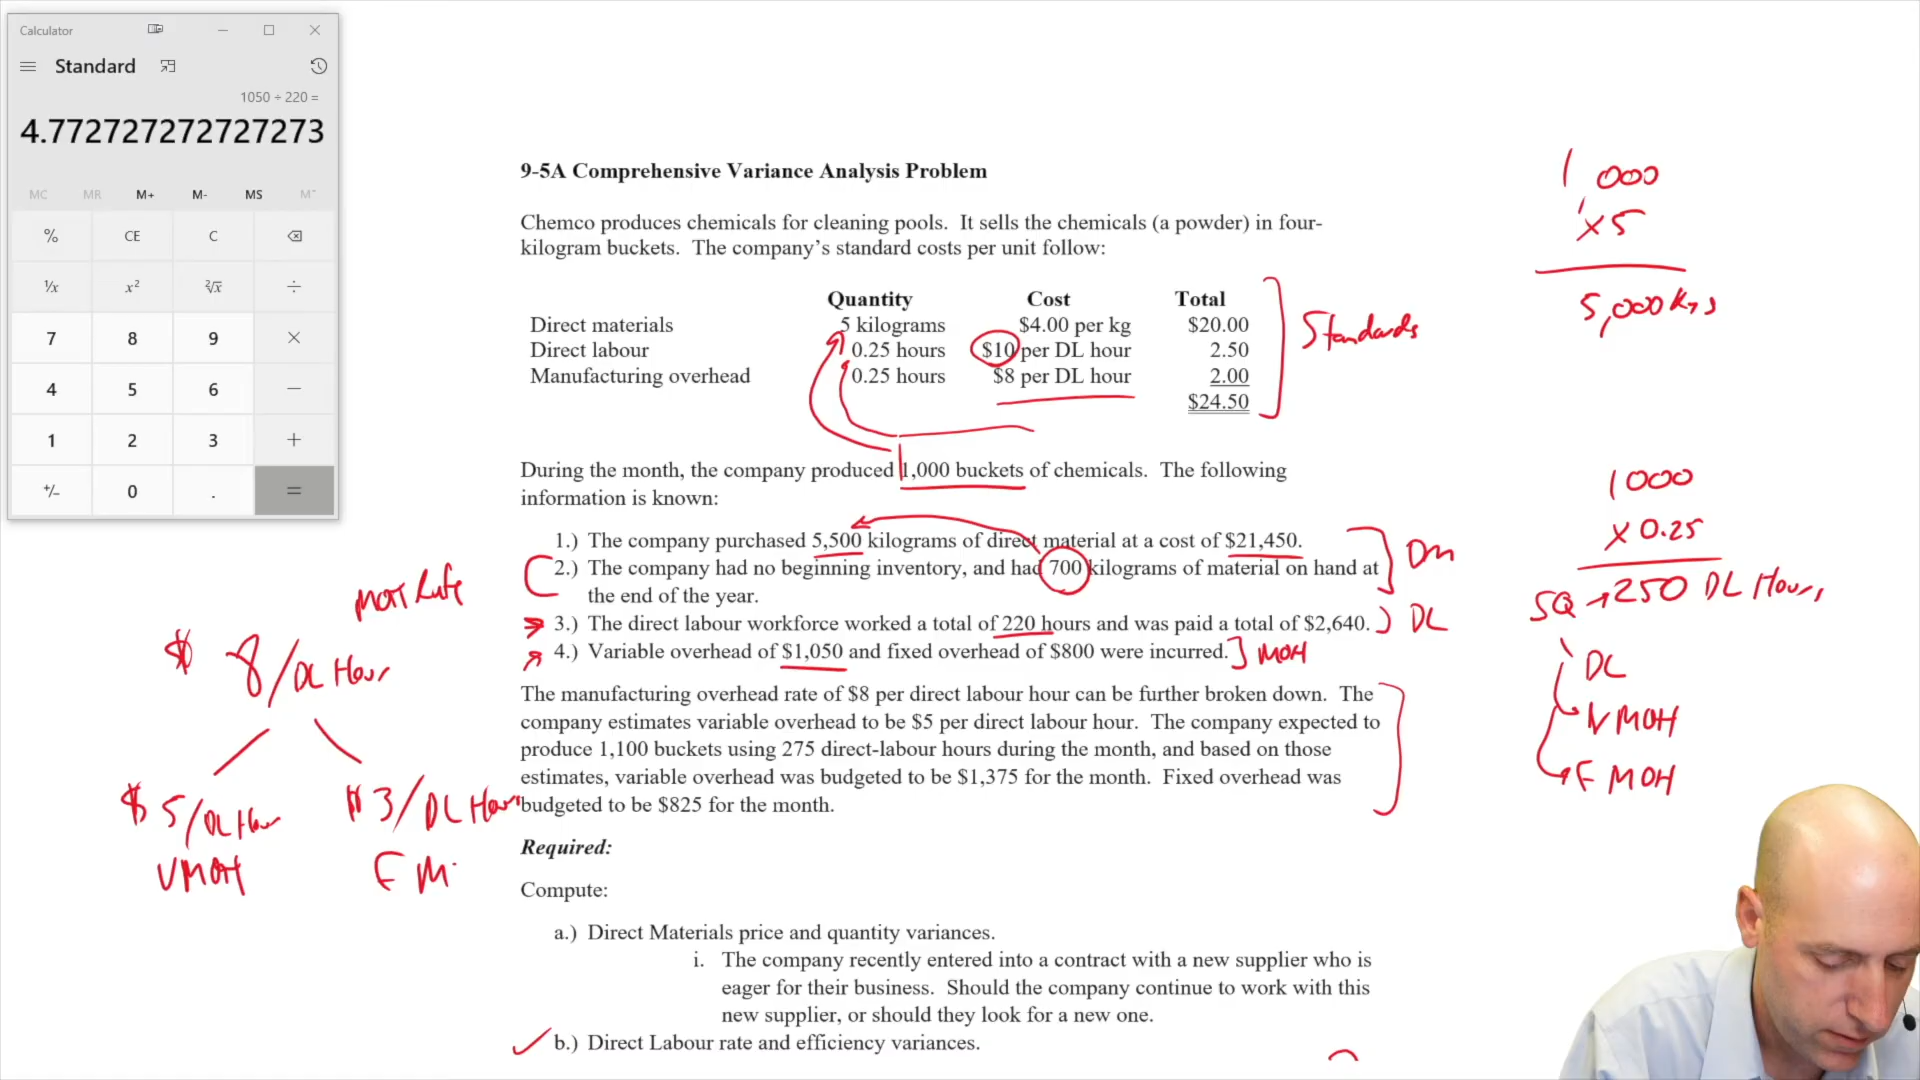 Calculator
Standard
1050 ÷ 220 =
4.772727272727273
MC MR M+ M- MS M˅
% CE C
¹/x x² ²√x ÷
7 8 9 ×
4 5 6 −
1 2 3 +
+/− 0 . =
9-5A Comprehensive Variance Analysis Problem
Chemco produces chemicals for cleaning pools. It sells the chemicals (a powder) in four-
kilogram buckets. The company's standard costs per unit follow:
Quantity Cost Total
Direct materials 5 kilograms $4.00 per kg $20.00
Direct labour 0.25 hours $10 per DL hour 2.50
Manufacturing overhead 0.25 hours $8 per DL hour 2.00
$24.50
Standards
1000
x 5
5,000 Kgs
During the month, the company produced 1,000 buckets of chemicals. The following
information is known:
1.) The company purchased 5,500 kilograms of direct material at a cost of $21,450.
2.) The company had no beginning inventory, and had 700 kilograms of material on hand at
the end of the year.
DM
3.) The direct labour workforce worked a total of 220 hours and was paid a total of $2,640. DL
4.) Variable overhead of $1,050 and fixed overhead of $800 were incurred. MOH
1000
x 0.25
SQ → 250 DL Hours
DL
VMOH
FMOH
MOH Rate
$ 8/DL Hour
$5/DL Hour $3/DL Hour
VMOH F M
The manufacturing overhead rate of $8 per direct labour hour can be further broken down. The
company estimates variable overhead to be $5 per direct labour hour. The company expected to
produce 1,100 buckets using 275 direct-labour hours during the month, and based on those
estimates, variable overhead was budgeted to be $1,375 for the month. Fixed overhead was
budgeted to be $825 for the month.
Required:
Compute:
a.) Direct Materials price and quantity variances.
i. The company recently entered into a contract with a new supplier who is
eager for their business. Should the company continue to work with this
new supplier, or should they look for a new one.
b.) Direct Labour rate and efficiency variances.